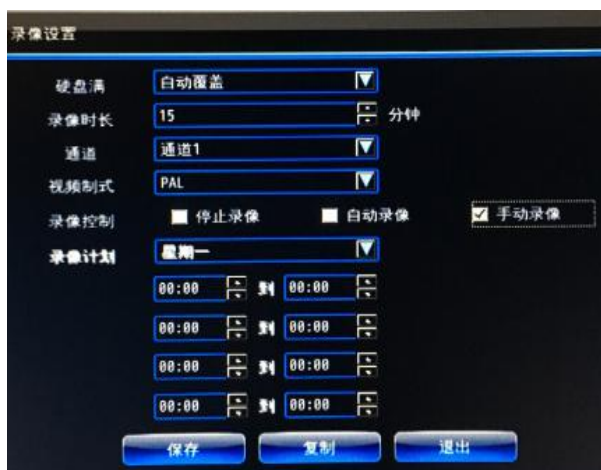 录像设置
硬盘满 自动覆盖
录像时长 15 分钟
通道 通道1
视频制式 PAL
录像控制 停止录像 自动录像 手动录像
录像计划 星期一
00:00 到 00:00
00:00 到 00:00
00:00 到 00:00
00:00 到 00:00
保存 复制 退出